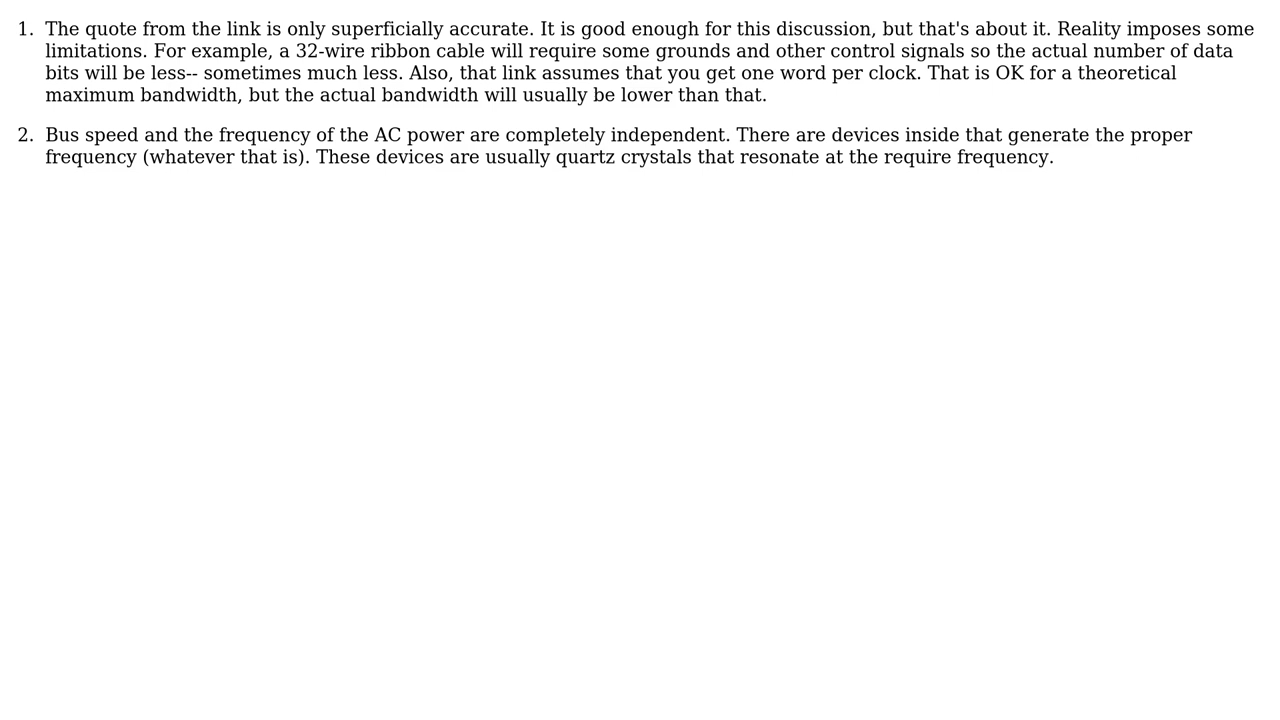 1. The quote from the link is only superficially accurate. It is good enough for this discussion, but that's about it. Reality imposes some
limitations. For example, a 32-wire ribbon cable will require some grounds and other control signals so the actual number of data
bits will be less-- sometimes much less. Also, that link assumes that you get one word per clock. That is OK for a theoretical
maximum bandwidth, but the actual bandwidth will usually be lower than that.
2. Bus speed and the frequency of the AC power are completely independent. There are devices inside that generate the proper
frequency (whatever that is). These devices are usually quartz crystals that resonate at the require frequency.